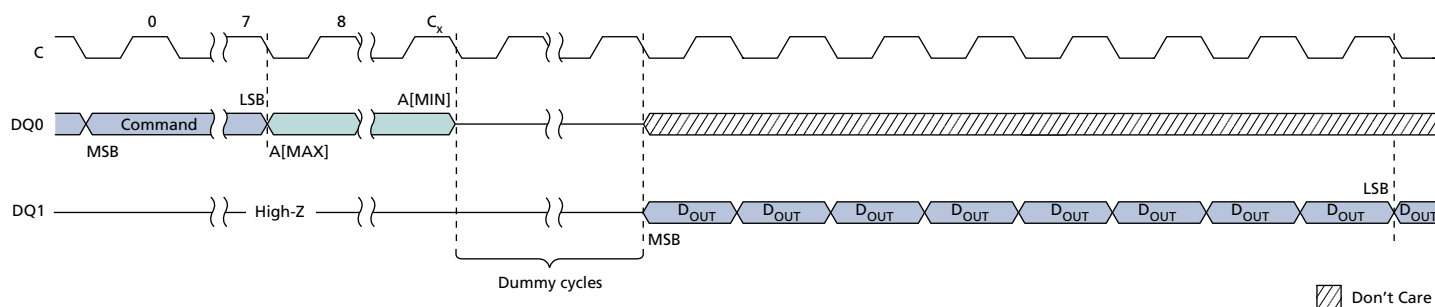 0 7 8 Cx
C
LSB A[MIN]
DQ0 Command
MSB A[MAX]
LSB
DQ1 High-Z DOUT DOUT DOUT DOUT DOUT DOUT DOUT DOUT DOUT
MSB
Dummy cycles
Don't Care